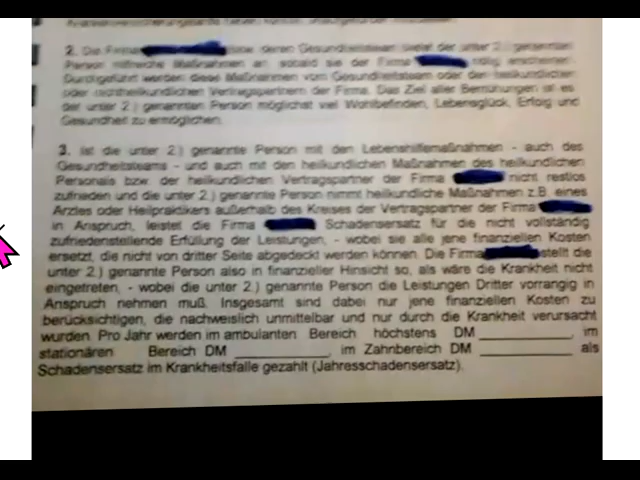 2. Die Firma bzw. deren Gesundheitsteam bietet der unter 2.) genannten
Person hilfreiche Maßnahmen an, sobald sie der Firma nötig erscheinen.
Durchgeführt werden diese Maßnahmen vom Gesundheitsteam oder den heilkundlichen
oder nichtheilkundlichen Vertragspartnern der Firma. Das Ziel aller Bemühungen ist es
der unter 2.) genannten Person möglichst viel Wohlbefinden, Lebensglück, Erfolg und
Gesundheit zu ermöglichen.
3. Ist die unter 2.) genannte Person mit den Lebenshilfemaßnahmen - auch des
Gesundheitsteams - und auch mit den heilkundlichen Maßnahmen des heilkundlichen
Personals bzw. der heilkundlichen Vertragspartner der Firma nicht restlos
zufrieden und die unter 2.) genannte Person nimmt heilkundliche Maßnahmen z.B. eines
Arztes oder Heilpraktikers außerhalb des Kreises der Vertragspartner der Firma
in Anspruch, leistet die Firma Schadensersatz für die nicht vollständig
zufriedenstellende Erfüllung der Leistungen, - wobei sie alle jene finanziellen Kosten
ersetzt, die nicht von dritter Seite abgedeckt werden können. Die Firma stellt die
unter 2.) genannte Person also in finanzieller Hinsicht so, als wäre die Krankheit nicht
eingetreten, - wobei die unter 2.) genannte Person die Leistungen Dritter vorrangig in
Anspruch nehmen muß. Insgesamt sind dabei nur jene finanziellen Kosten zu
berücksichtigen, die nachweislich unmittelbar und nur durch die Krankheit verursacht
wurden. Pro Jahr werden im ambulanten Bereich höchstens DM ____________, im
stationären Bereich DM ____________, im Zahnbereich DM ____________ als
Schadensersatz im Krankheitsfalle gezahlt (Jahresschadensersatz).